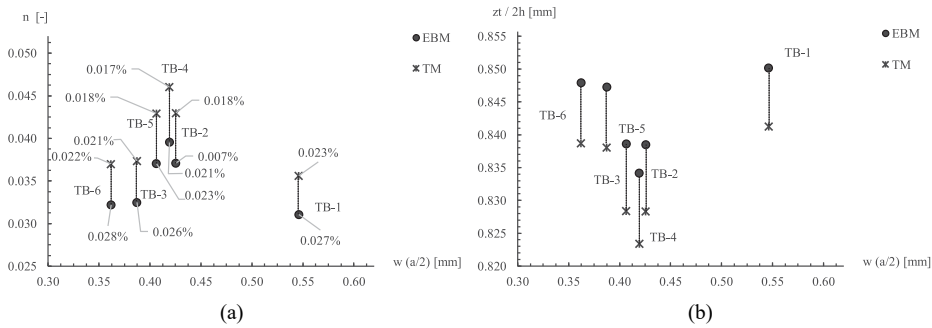 n [-]
0.050
0.045
0.040
0.035
0.030
0.025
0.30
0.35
0.40
0.45
0.50
0.55
0.60
w (a/2) [mm]
EBM
TM
0.017%
TB-4
0.018%
0.018%
TB-5
TB-2
0.021%
0.022%
0.007%
0.021%
0.023%
TB-6
TB-3
0.028%
0.026%
0.023%
TB-1
0.027%
(a)
zt / 2h [mm]
0.855
0.850
0.845
0.840
0.835
0.830
0.825
0.820
0.30
0.35
0.40
0.45
0.50
0.55
0.60
w (a/2) [mm]
EBM
TM
TB-1
TB-6
TB-5
TB-3
TB-2
TB-4
(b)